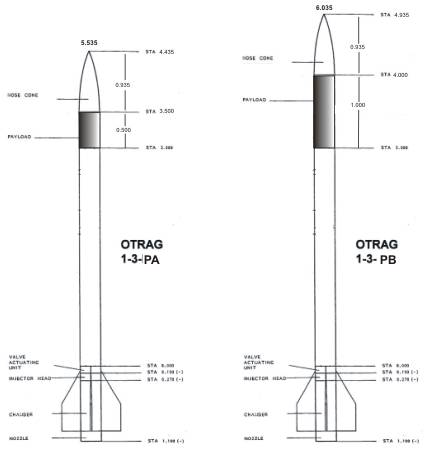 5.535
STA 4.435
0.935
NOSE CONE
STA 3.500
PAYLOAD
0.500
STA 3.000
OTRAG
1-3-PA
VALVE
ACTUATING
UNIT
STA 0.000
STA 0.100 (-)
INJECTOR HEAD
STA 0.270 (-)
CHAUSER
NOZZLE
STA 1.100 (-)
6.035
STA 4.935
0.935
NOSE CONE
STA 4.000
PAYLOAD
1.000
STA 3.000
OTRAG
1-3- PB
VALVE
ACTUATING
UNIT
STA 0.000
STA 0.100 (-)
INJECTOR HEAD
STA 0.270 (-)
CHAUSER
NOZZLE
STA 1.100 (-)